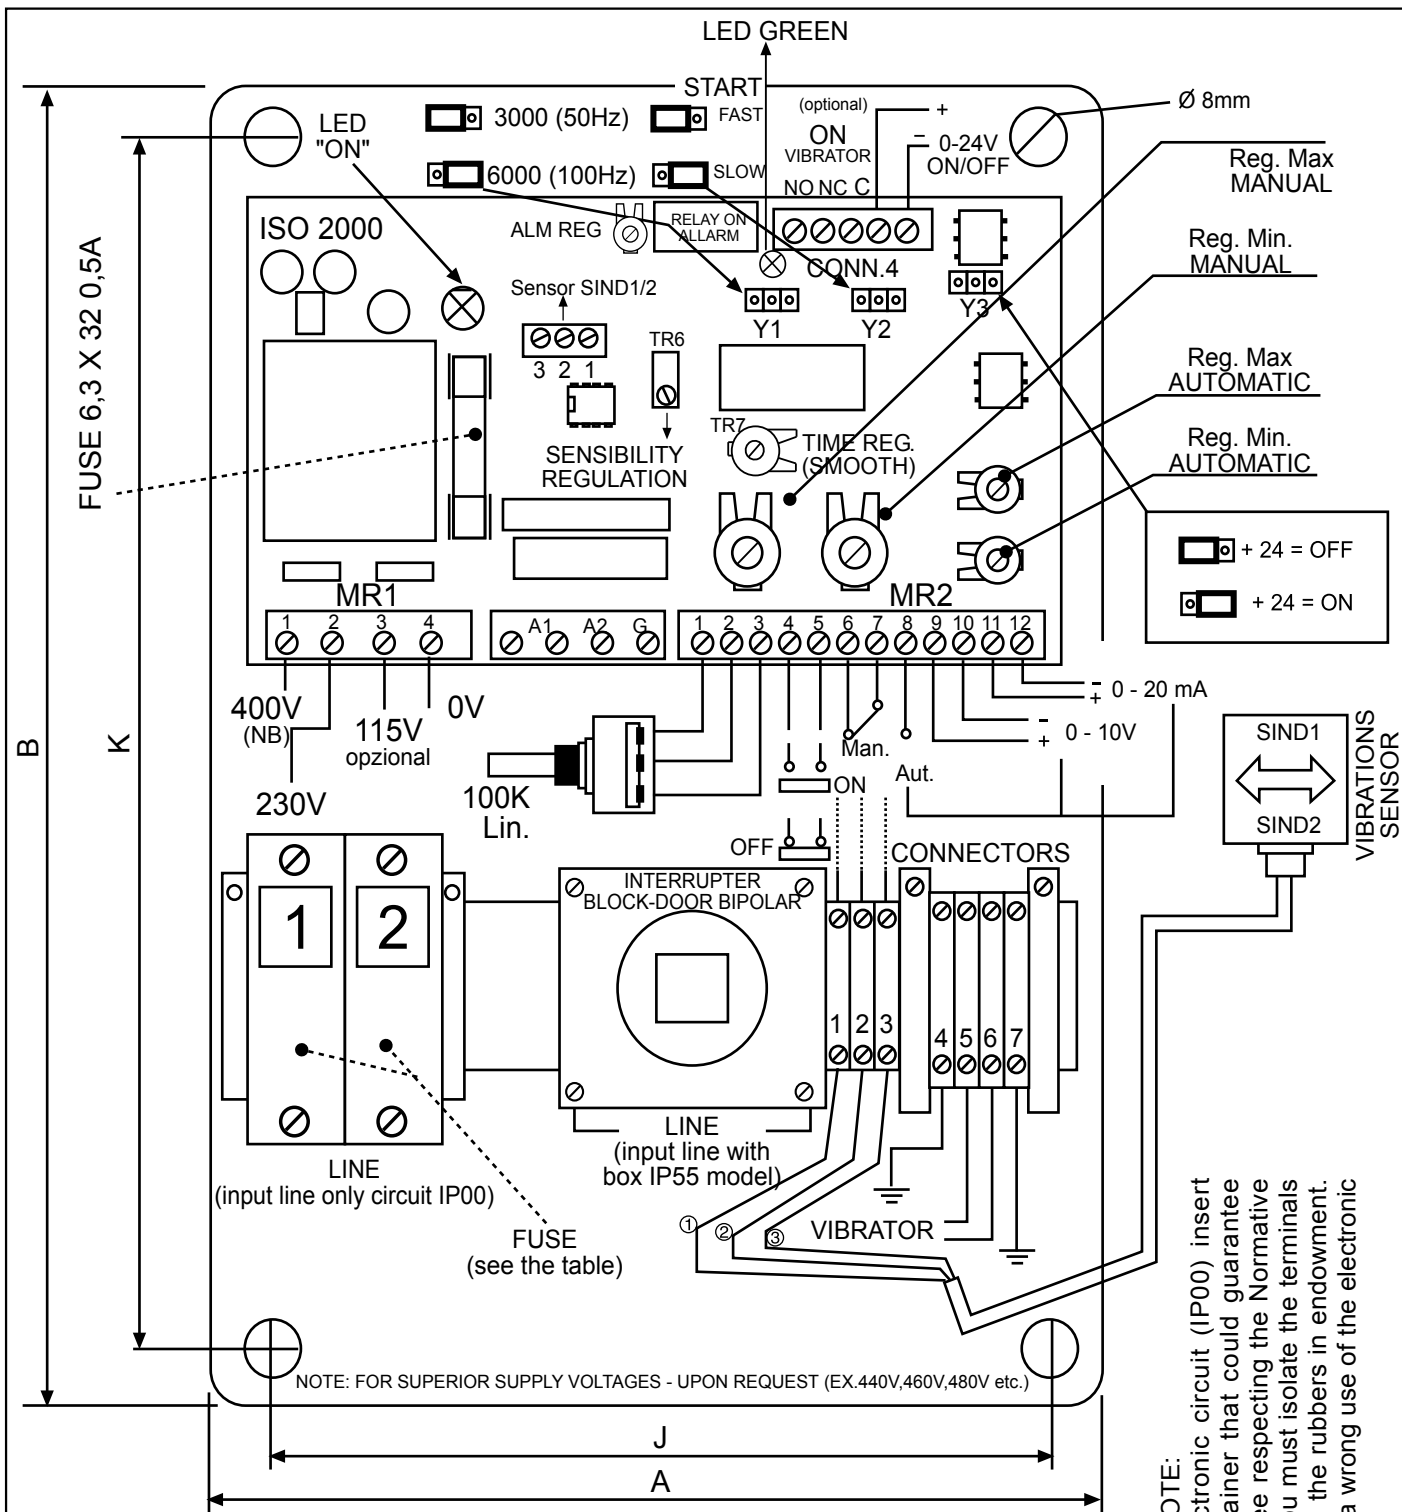 LED GREEN
START
3000 (50Hz)
FAST
6000 (100Hz)
SLOW
LED
"ON"
(optional)
ON
VIBRATOR
NO NC C
+
- 0-24V
ON/OFF
Ø 8mm
Reg. Max
MANUAL
Reg. Min.
MANUAL
Reg. Max
AUTOMATIC
Reg. Min.
AUTOMATIC
+ 24 = OFF
+ 24 = ON
ISO 2000
ALM REG
RELAY ON
ALLARM
CONN.4
Sensor SIND1/2
3 2 1
Y1
Y2
Y3
TR6
TR7
TIME REG.
(SMOOTH)
SENSIBILITY
REGULATION
FUSE 6,3 X 32 0,5A
MR1
MR2
1 2 3 4
A1 A2 G
1 2 3 4 5 6 7 8 9 10 11 12
400V
(NB)
230V
115V
opzional
0V
100K
Lin.
ON
OFF
Man.
Aut.
-
+ 0 - 20 mA
-
+ 0 - 10V
SIND1
SIND2
VIBRATIONS
SENSOR
1 2
INTERRUPTER
BLOCK-DOOR BIPOLAR
CONNECTORS
1 2 3
4 5 6 7
LINE
(input line only circuit IP00)
LINE
(input line with
box IP55 model)
FUSE
(see the table)
① ② ③
VIBRATOR
NOTE: FOR SUPERIOR SUPPLY VOLTAGES - UPON REQUEST (EX.440V,460V,480V etc.)
B
K
J
A
OTE:
ctronic circuit (IP00) insert
ainer that could guarantee
ee respecting the Normative
ou must isolate the terminals
the rubbers in endowment.
a wrong use of the electronic